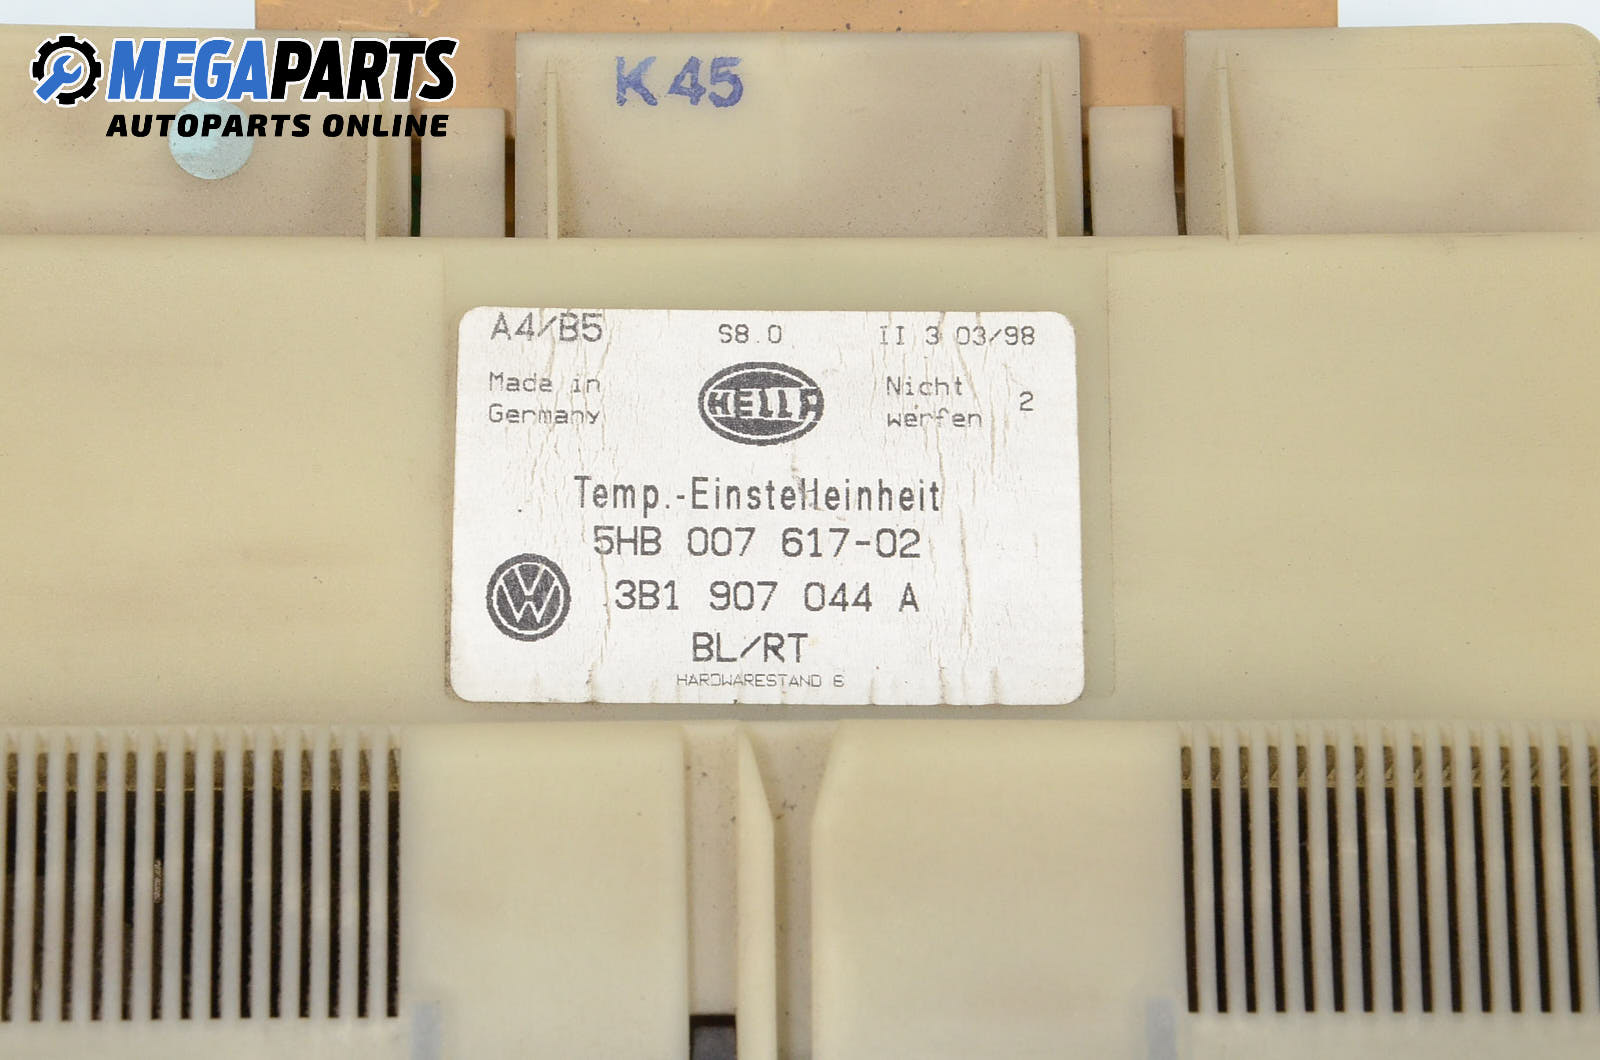 MEGAPARTS
AUTOPARTS ONLINE
K45
A4/B5 S8.0 II 3 03/98
Made in
Germany
HELLA
Nicht
werfen
2
Temp.-Einstelleinheit
5HB 007 617-02
3B1 907 044 A
BL/RT
HARDWARESTAND 6